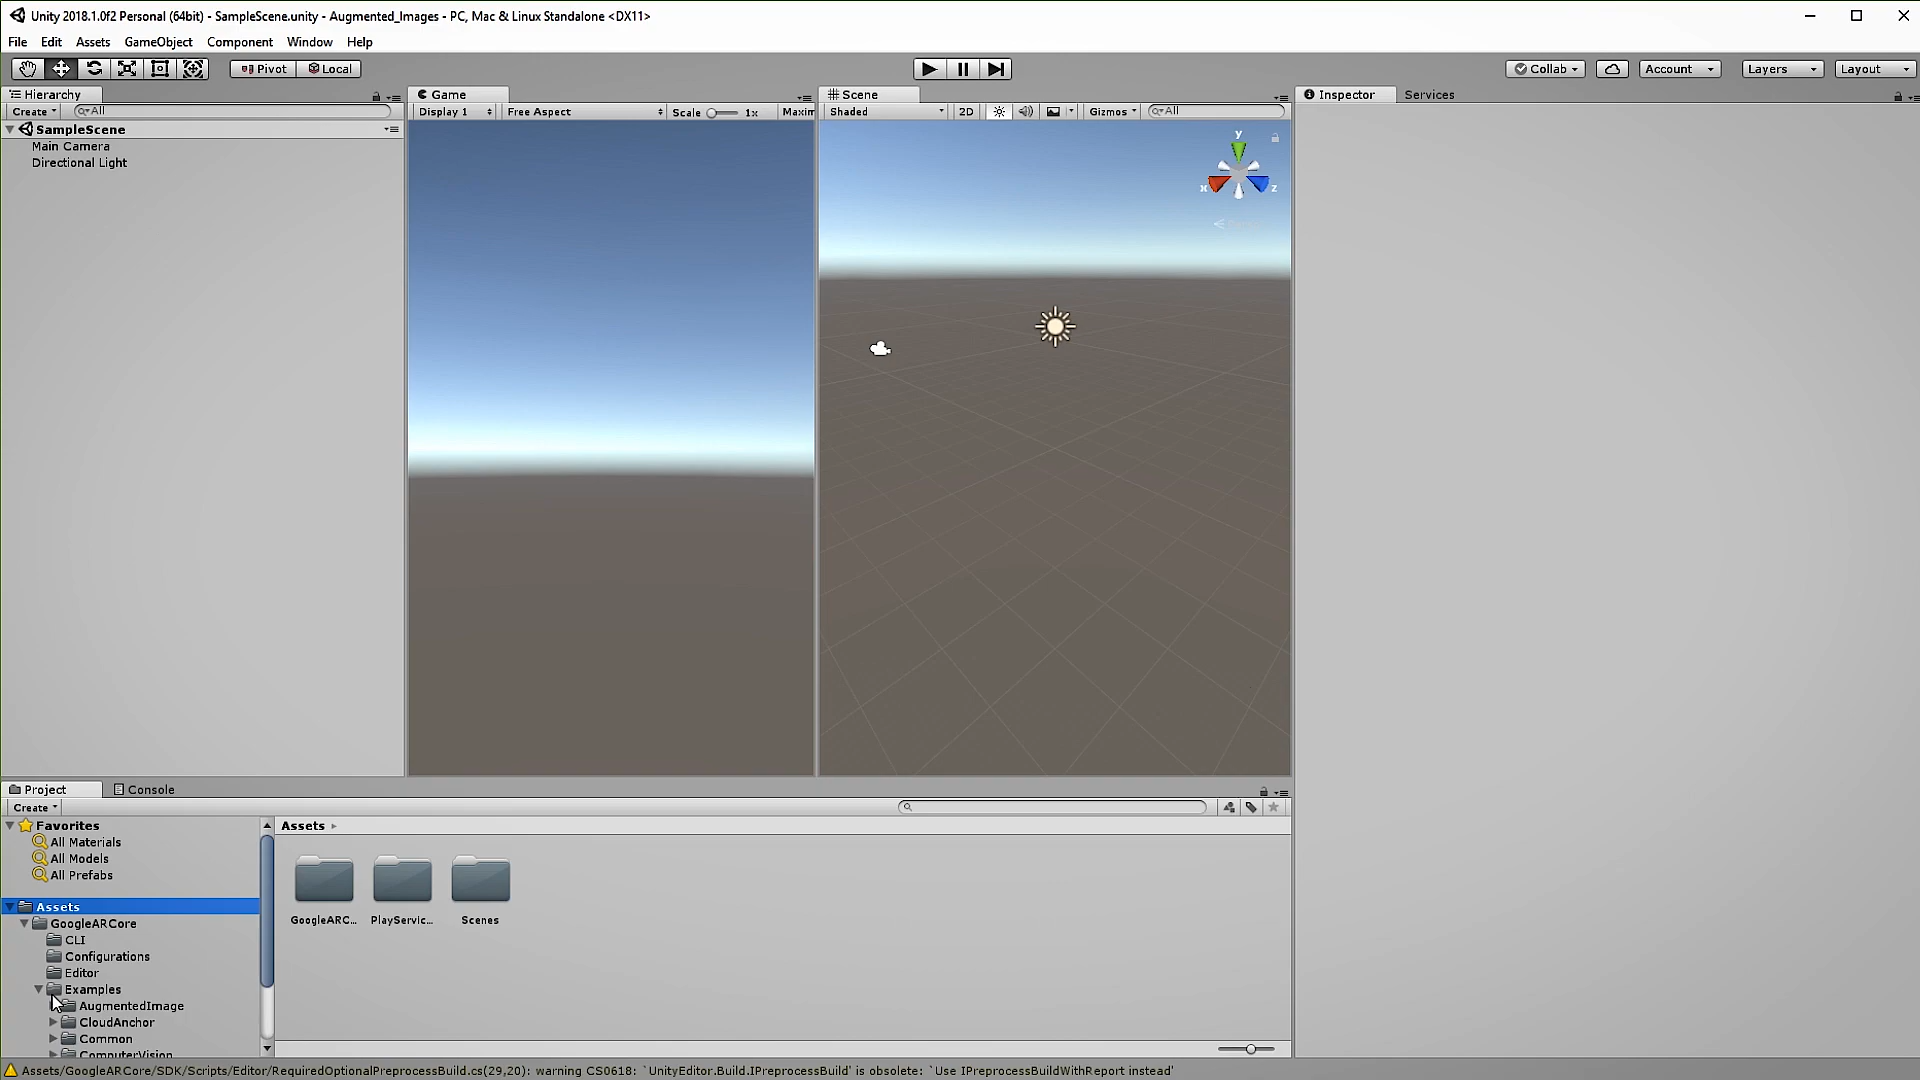 Unity 2018.1.0f2 Personal (64bit) - SampleScene.unity - Augmented_Images - PC, Mac & Linux Standalone <DX11>
File Edit Assets GameObject Component Window Help
Pivot Local Collab Account Layers Layout
Hierarchy Game Scene Inspector Services
Create All Display 1 Free Aspect Scale 1x Maxim Shaded 2D Gizmos All
SampleScene
Main Camera
Directional Light
y
x z
Project Console
Create
Favorites Assets
All Materials
All Models
All Prefabs
Assets
GoogleARCore
CLI
Configurations
Editor
Examples
AugmentedImage
CloudAnchor
Common
ComputerVision
GoogleARC... PlayServic... Scenes
Assets/GoogleARCore/SDK/Scripts/Editor/RequiredOptionalPreprocessBuild.cs(29,20): warning CS0618: `UnityEditor.Build.IPreprocessBuild' is obsolete: `Use IPreprocessBuildWithReport instead'